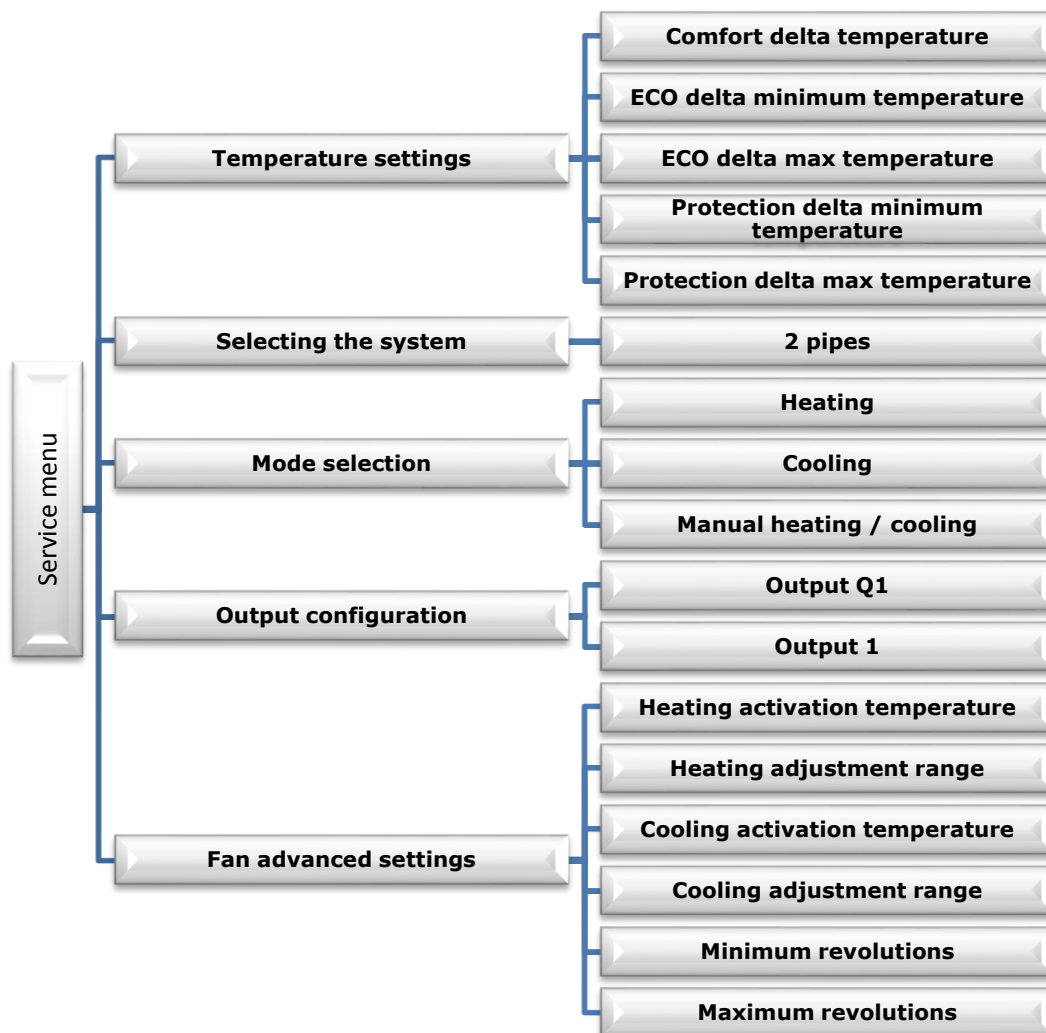 Service menu
Temperature settings
Comfort delta temperature
ECO delta minimum temperature
ECO delta max temperature
Protection delta minimum
temperature
Protection delta max temperature
Selecting the system
2 pipes
Mode selection
Heating
Cooling
Manual heating / cooling
Output configuration
Output Q1
Output 1
Fan advanced settings
Heating activation temperature
Heating adjustment range
Cooling activation temperature
Cooling adjustment range
Minimum revolutions
Maximum revolutions